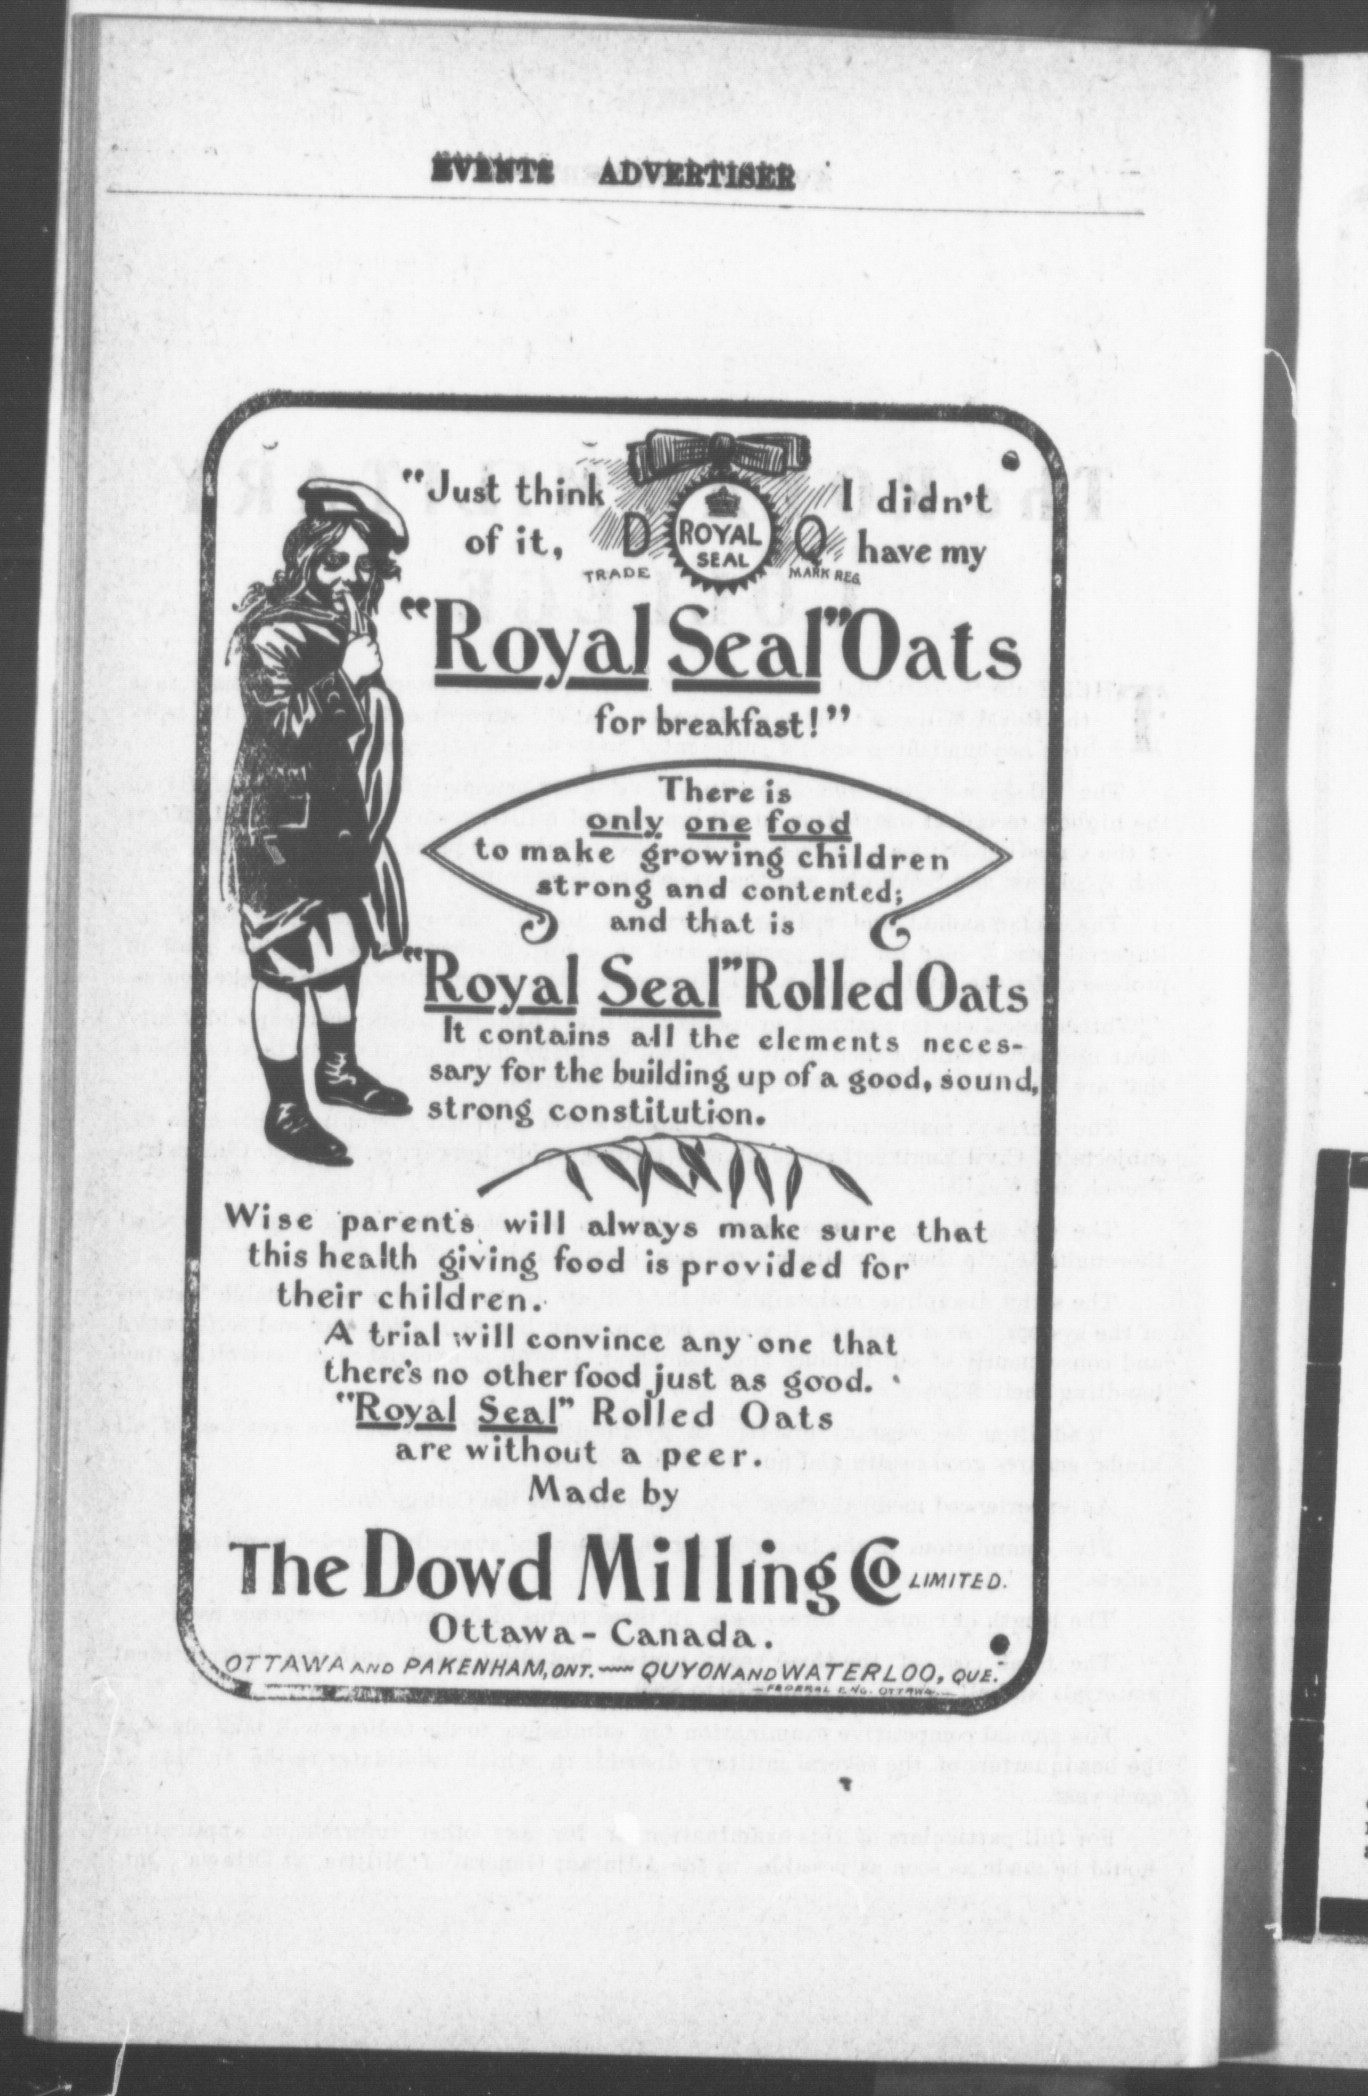 EVENTS ADVERTISER
"Just think I didn't
of it, D ROYAL SEAL Q have my
TRADE MARK REG.
"Royal Seal" Oats
for breakfast!"
There is
only one food
to make growing children
strong and contented;
and that is
"Royal Seal" Rolled Oats
It contains all the elements neces-
sary for the building up of a good, sound,
strong constitution.
Wise parents will always make sure that
this health giving food is provided for
their children.
A trial will convince any one that
there's no other food just as good.
"Royal Seal" Rolled Oats
are without a peer.
Made by
The Dowd Milling Co LIMITED.
Ottawa - Canada.
OTTAWA AND PAKENHAM, ONT. — QUYON AND WATERLOO, QUE.
— FEDERAL ENG. OTTAWA —